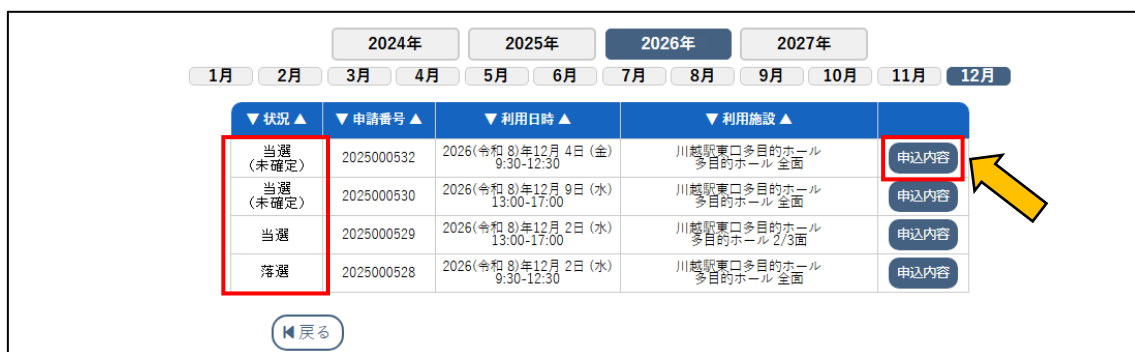 2024年 2025年 2026年 2027年
1月 2月 3月 4月 5月 6月 7月 8月 9月 10月 11月 12月
▼状況▲ ▼申請番号▲ ▼利用日時▲ ▼利用施設▲
当選
(未確定)
2025000532
2026(令和 8)年12月 4日 (金)
9:30-12:30
川越駅東口多目的ホール
多目的ホール 全面
申込内容
当選
(未確定)
2025000530
2026(令和 8)年12月 9日 (水)
13:00-17:00
川越駅東口多目的ホール
多目的ホール 全面
申込内容
当選
2025000529
2026(令和 8)年12月 2日 (水)
13:00-17:00
川越駅東口多目的ホール
多目的ホール 2/3面
申込内容
落選
2025000528
2026(令和 8)年12月 2日 (水)
9:30-12:30
川越駅東口多目的ホール
多目的ホール 全面
申込内容
戻る